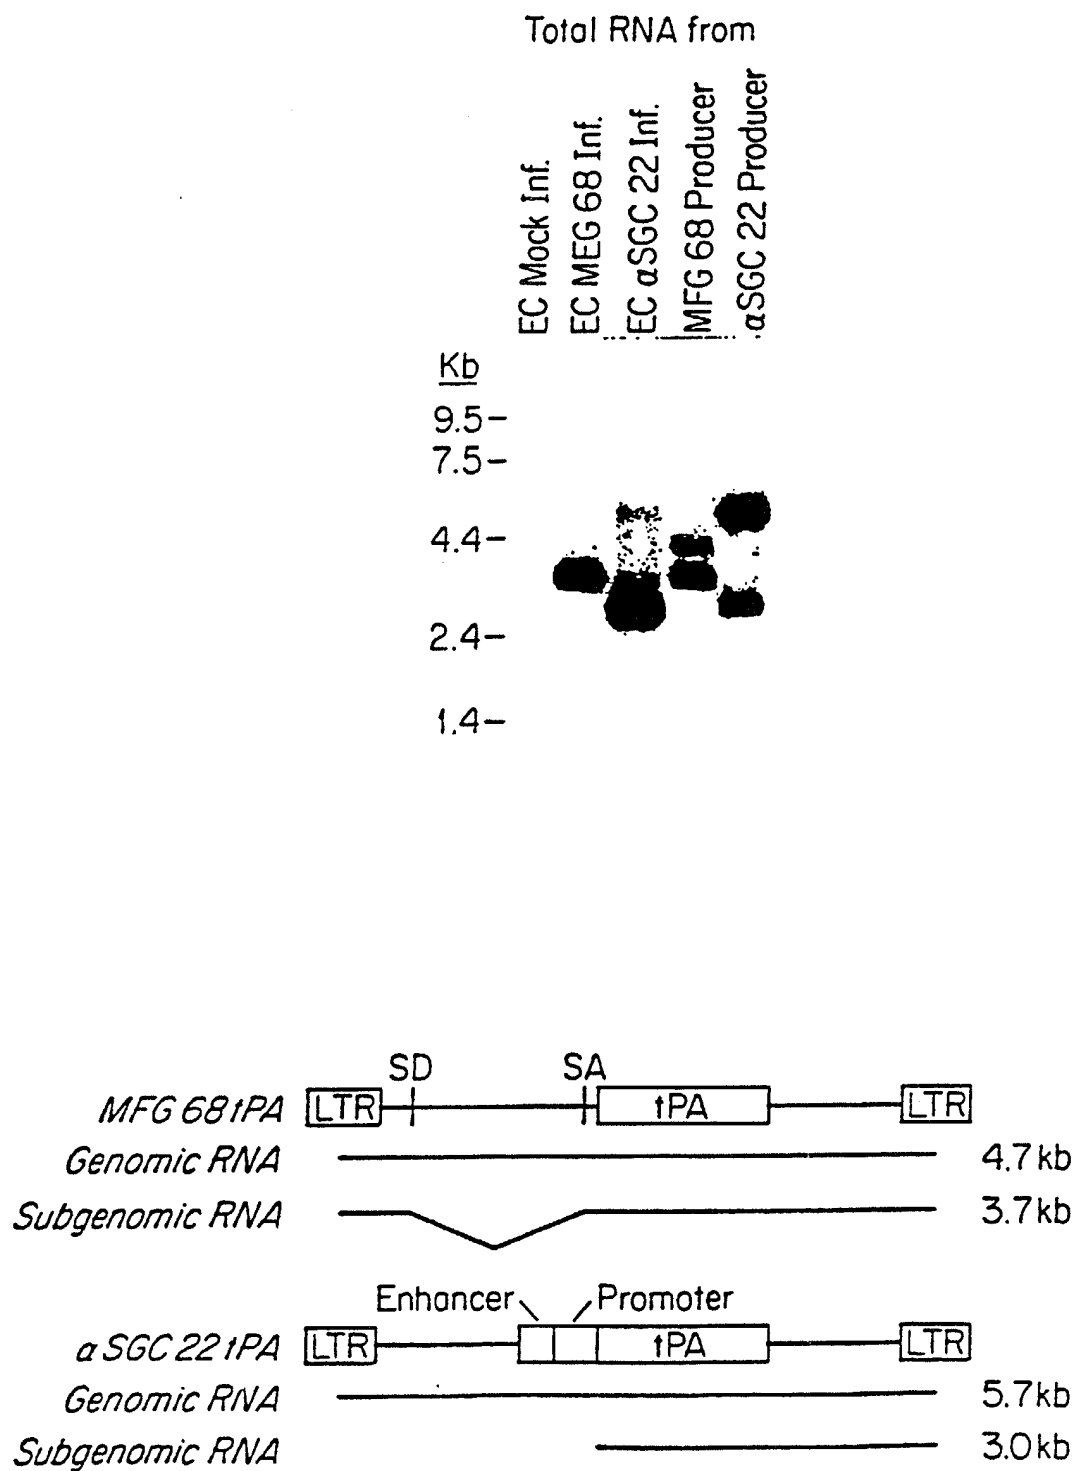 Total RNA from
EC Mock Inf.
EC MEG 68 Inf.
EC αSGC 22 Inf.
MFG 68 Producer
αSGC 22 Producer
Kb
9.5
7.5
4.4
2.4
1.4
SD SA
MFG 68 tPA LTR tPA LTR
Genomic RNA 4.7 kb
Subgenomic RNA 3.7 kb
Enhancer Promoter
α SGC 22 tPA LTR tPA LTR
Genomic RNA 5.7 kb
Subgenomic RNA 3.0 kb